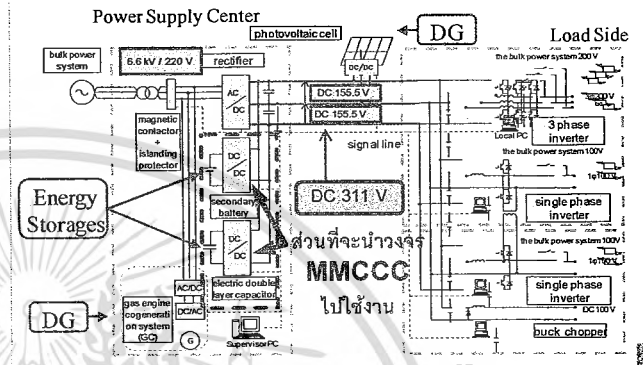 Power Supply Center
photovoltaic cell
DG
Load Side
bulk power
system
6.6 kV / 220 V
rectifier
the bulk power system 200 V
AC
DC
DC/DC
DC 155.5 V
DC 155.5 V
magnetic
contactor
+
islanding
protector
signal line
Local PC
3 phase
inverter
the bulk power system 100V
DC
DC
DC 311 V
Energy
Storages
secondary
battery
single phase
inverter
DC
DC
ส่วนที่จะนำวงจร
MMCCC
ไปใช้งาน
the bulk power system 100V
single phase
inverter
electric double
layer capacitor
DG
gas engine
cogenerati
on system
(GC)
AC/DC
DC/AC
G
Supervisor PC
DC 100 V
buck chopper